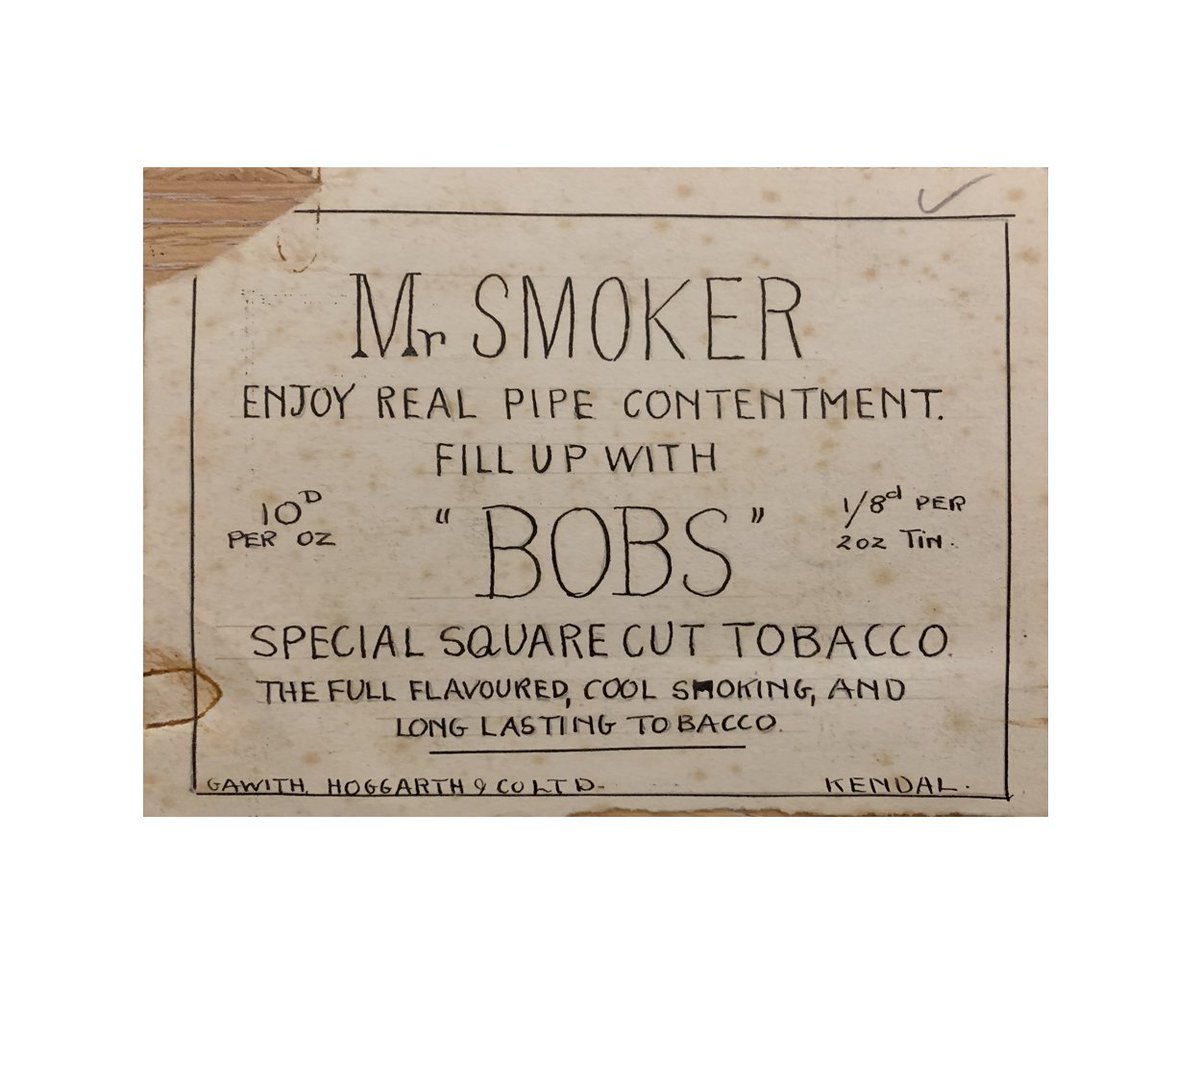 Mr SMOKER
ENJOY REAL PIPE CONTENTMENT.
FILL UP WITH
10D
PER OZ
"BOBS"
1/8d PER
2OZ TIN.
SPECIAL SQUARE CUT TOBACCO.
THE FULL FLAVOURED, COOL SMOKING, AND
LONG LASTING TOBACCO.
GAWITH, HOGGARTH & CO LTD-
KENDAL.